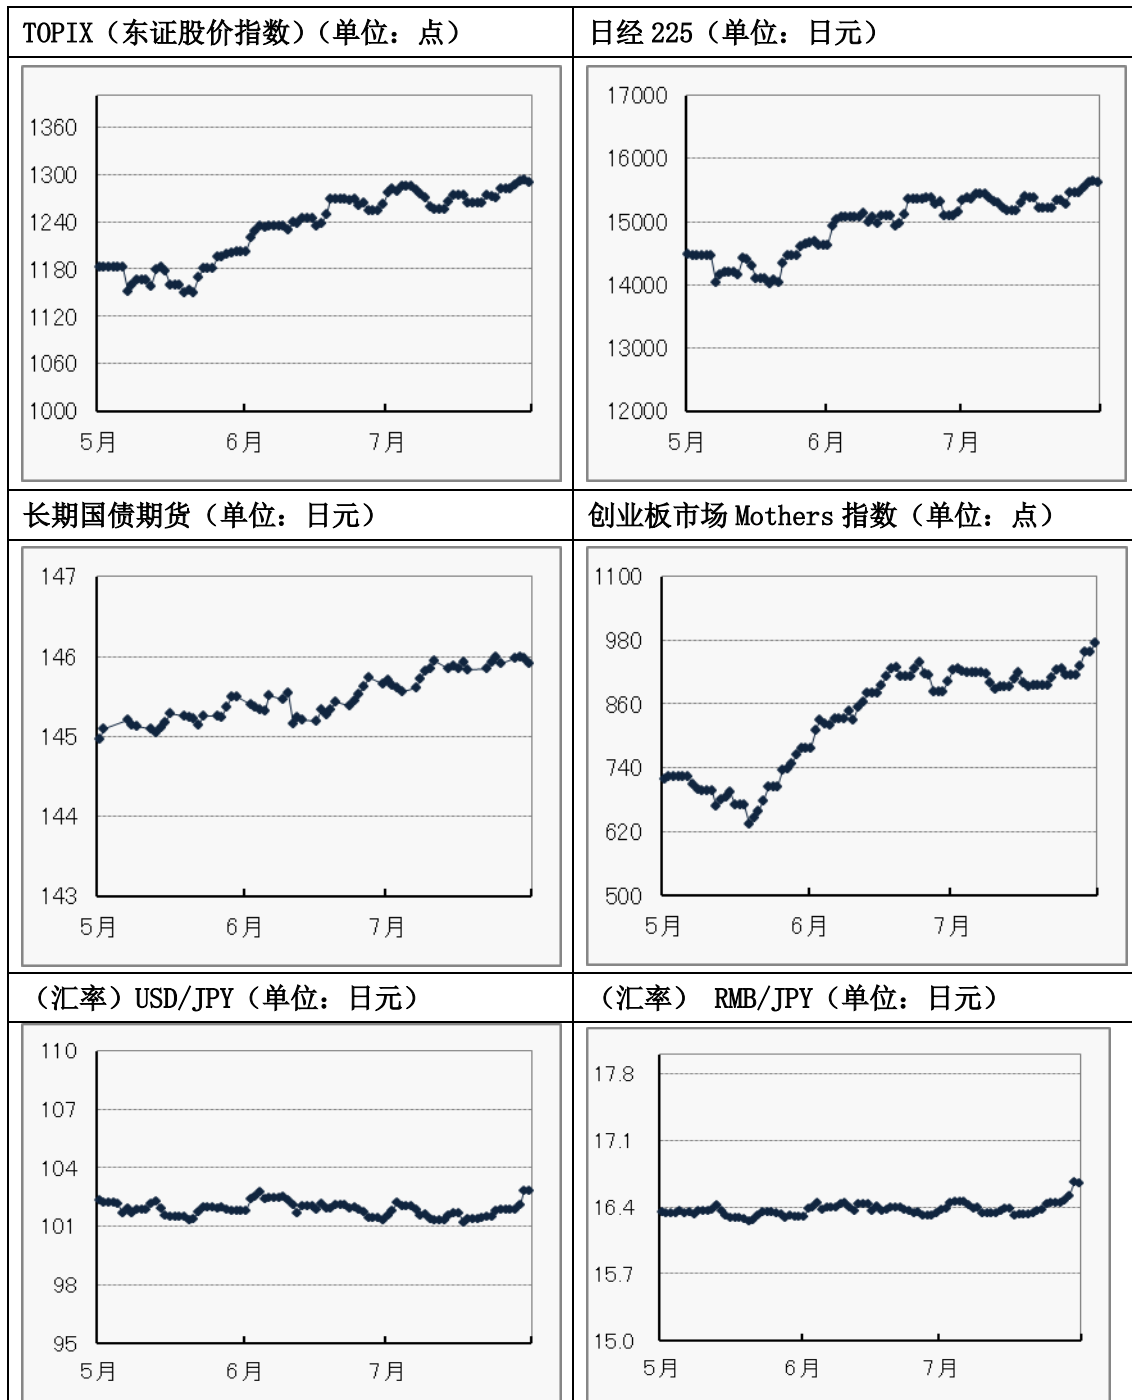 TOPIX（东证股价指数）（单位：点）
日经 225（单位：日元）
1360
1300
1240
1180
1120
1060
1000
5月 6月 7月
17000
16000
15000
14000
13000
12000
5月 6月 7月
长期国债期货（单位：日元）
创业板市场 Mothers 指数（单位：点）
147
146
145
144
143
5月 6月 7月
1100
980
860
740
620
500
5月 6月 7月
（汇率）USD/JPY（单位：日元）
（汇率） RMB/JPY（单位：日元）
110
107
104
101
98
95
5月 6月 7月
17.8
17.1
16.4
15.7
15.0
5月 6月 7月